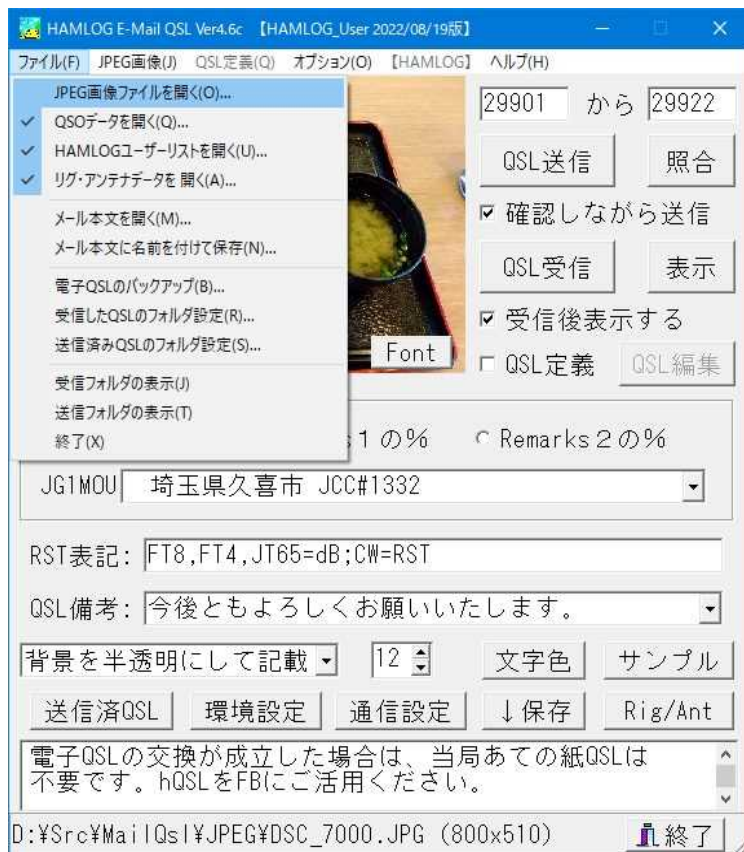 HAMLOG E-Mail QSL Ver4.6c 【HAMLOG_User 2022/08/19版】
ファイル(F) JPEG画像(J) QSL定義(Q) オプション(O) 【HAMLOG】 ヘルプ(H)
JPEG画像ファイルを開く(O)...
QSOデータを開く(Q)...
HAMLOGユーザーリストを開く(U)...
リグ・アンテナデータを 開く(A)...
メール本文を開く(M)...
メール本文に名前を付けて保存(N)...
電子QSLのバックアップ(B)...
受信したQSLのフォルダ設定(R)...
送信済みQSLのフォルダ設定(S)...
受信フォルダの表示(J)
送信フォルダの表示(T)
終了(X)
Font
29901 から 29922
QSL送信 照合
確認しながら送信
QSL受信 表示
受信後表示する
QSL定義 QSL編集
1の% Remarks2の%
JG1MOU 埼玉県久喜市 JCC#1332
RST表記: FT8,FT4,JT65=dB;CW=RST
QSL備考: 今後ともよろしくお願いいたします。
背景を半透明にして記載 12 文字色 サンプル
送信済QSL 環境設定 通信設定 ↓保存 Rig/Ant
電子QSLの交換が成立した場合は、当局あての紙QSLは
不要です。hQSLをFBにご活用ください。
D:¥Src¥MailQsl¥JPEG¥DSC_7000.JPG (800x510) 終了